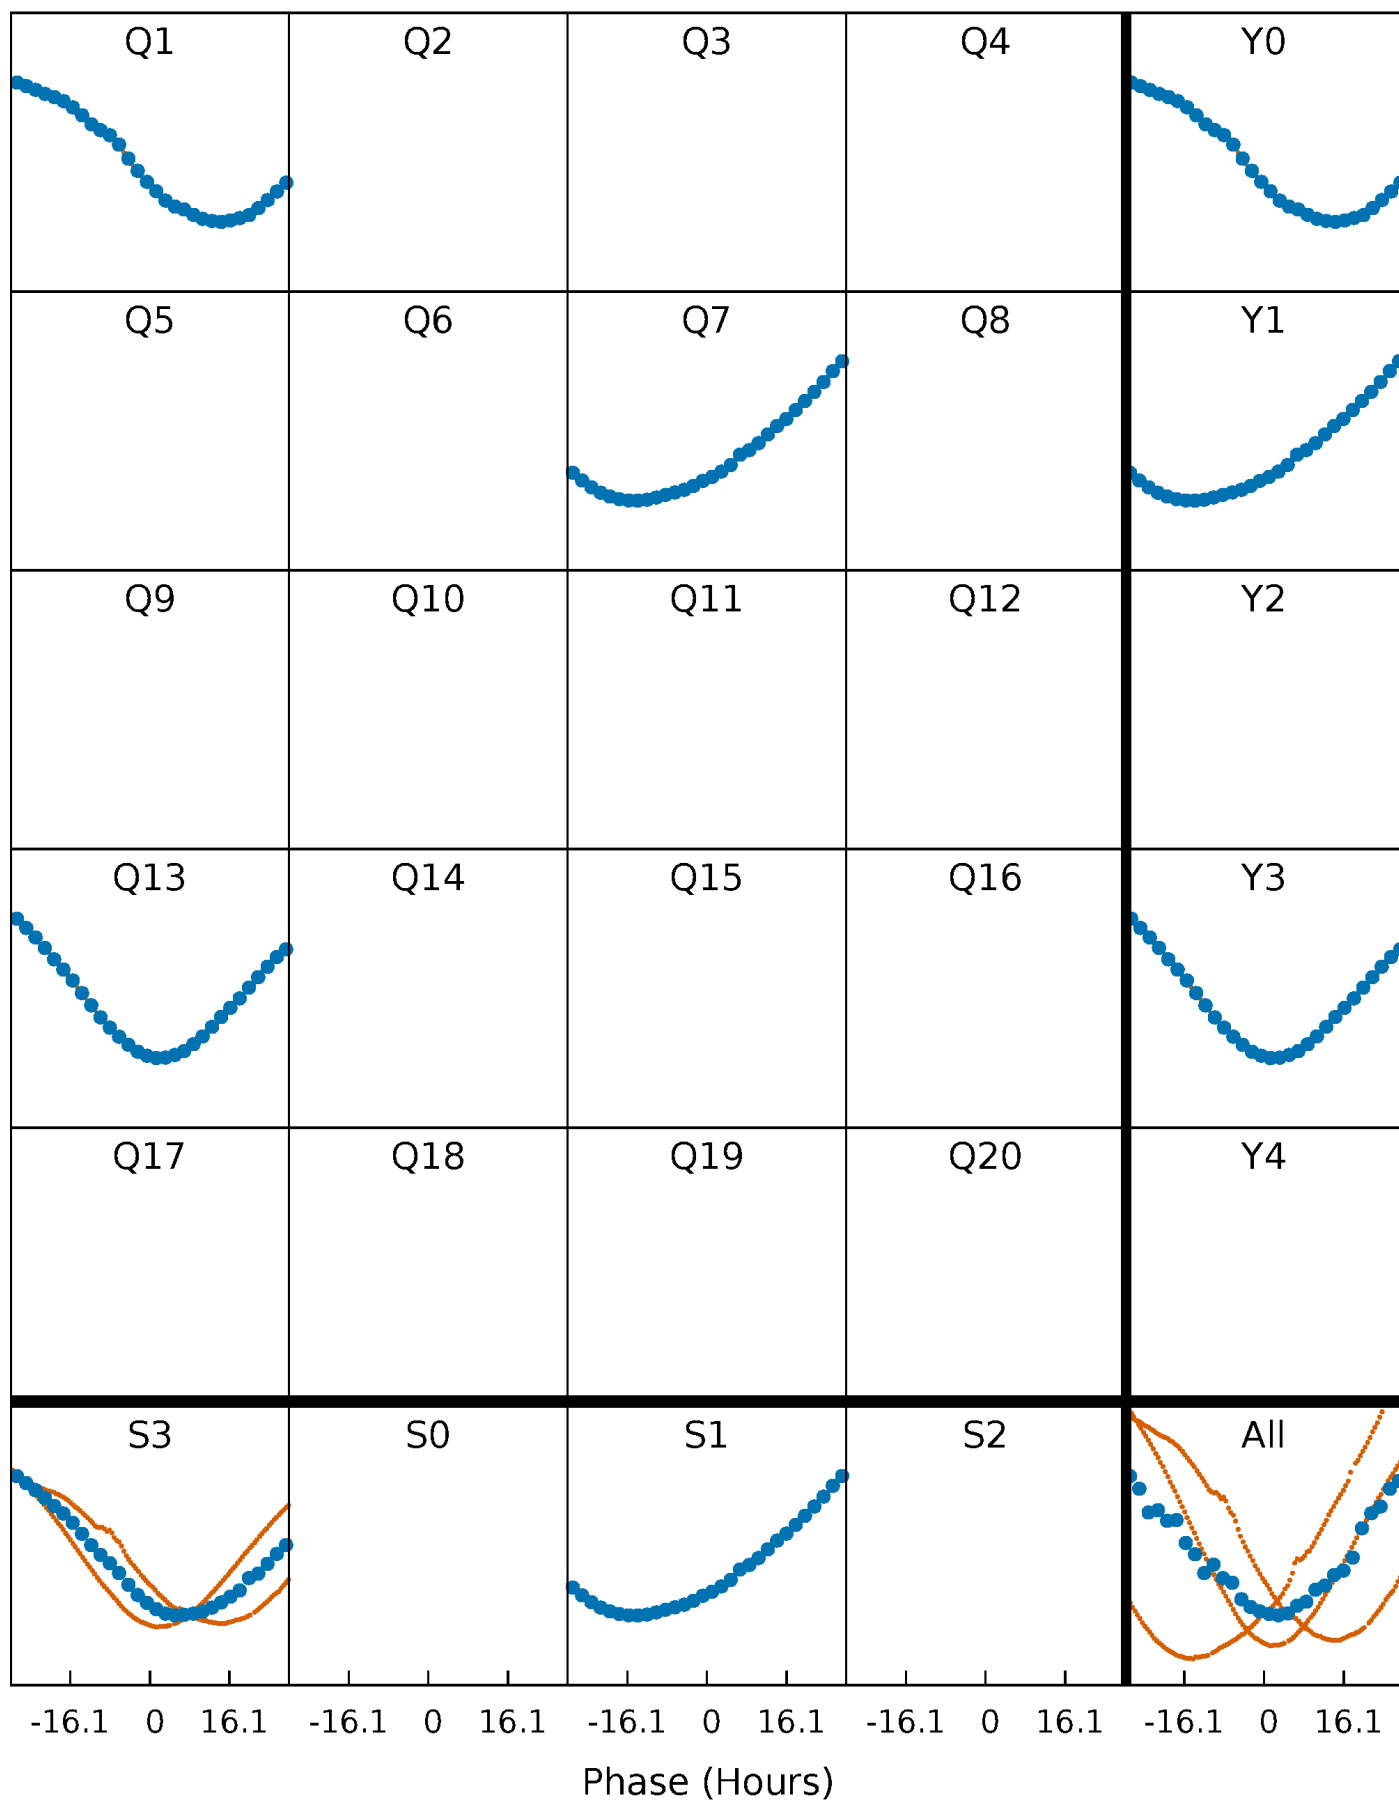 Q1 Q2 Q3 Q4 Y0
Q5 Q6 Q7 Q8 Y1
Q9 Q10 Q11 Q12 Y2
Q13 Q14 Q15 Q16 Y3
Q17 Q18 Q19 Q20 Y4
S3 S0 S1 S2 All
-16.1 0 16.1 -16.1 0 16.1 -16.1 0 16.1 -16.1 0 16.1 -16.1 0 16.1
Phase (Hours)